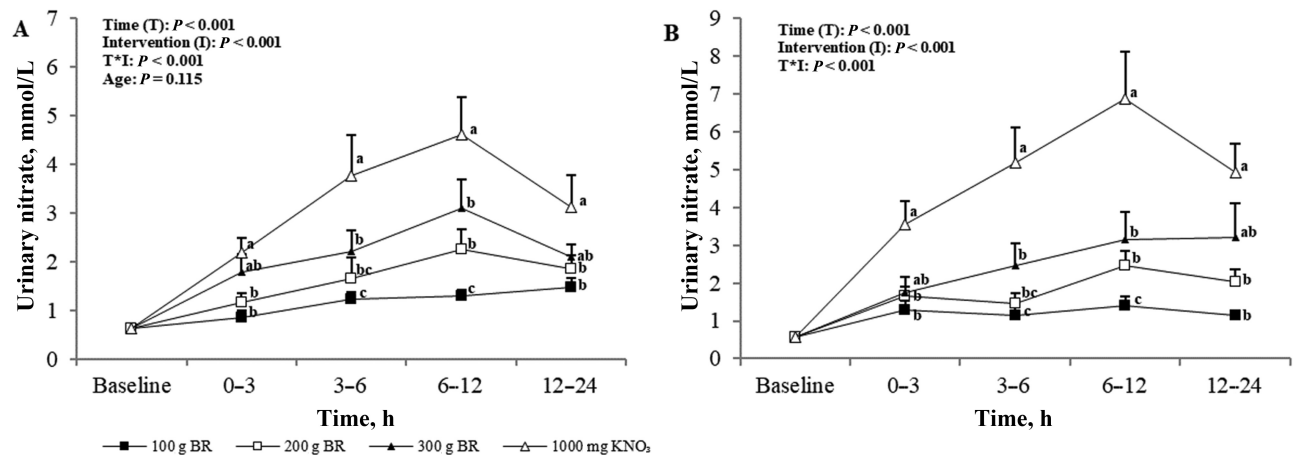 A
Time (T): P < 0.001
Intervention (I): P < 0.001
T*I: P < 0.001
Age: P = 0.115
Urinary nitrate, mmol/L
7
6
5
4
3
2
1
0
a
a
a
a
ab
b
b
ab
b
bc
b
b
b
c
c
b
Baseline 0–3 3–6 6–12 12–24
Time, h
B
Time (T): P < 0.001
Intervention (I): P < 0.001
T*I: P < 0.001
Urinary nitrate, mmol/L
9
8
7
6
5
4
3
2
1
0
a
a
a
a
ab
b
b
ab
b
bc
b
b
b
c
c
b
Baseline 0–3 3–6 6–12 12–24
Time, h
100 g BR 200 g BR 300 g BR 1000 mg KNO₃